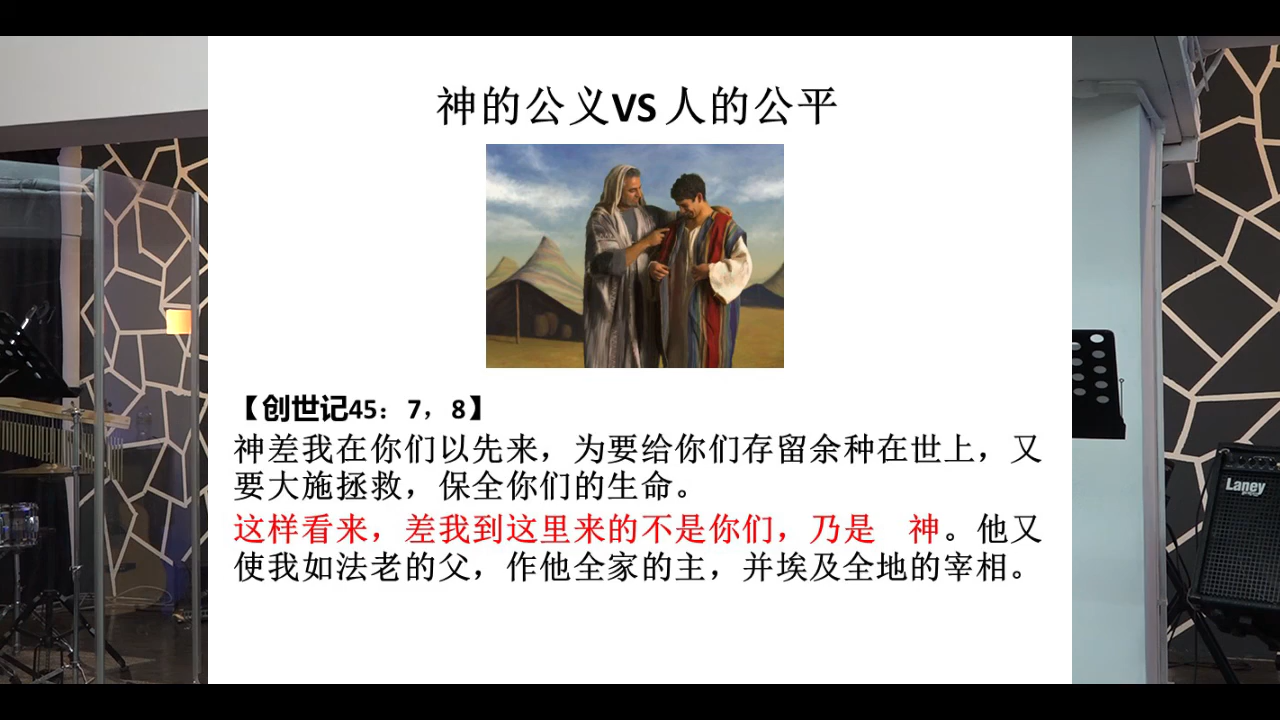 神的公义VS人的公平
【创世记45：7，8】
神差我在你们以先来，为要给你们存留余种在世上，又
要大施拯救，保全你们的生命。
这样看来，差我到这里来的不是你们，乃是　神。他又
使我如法老的父，作他全家的主，并埃及全地的宰相。
Laney